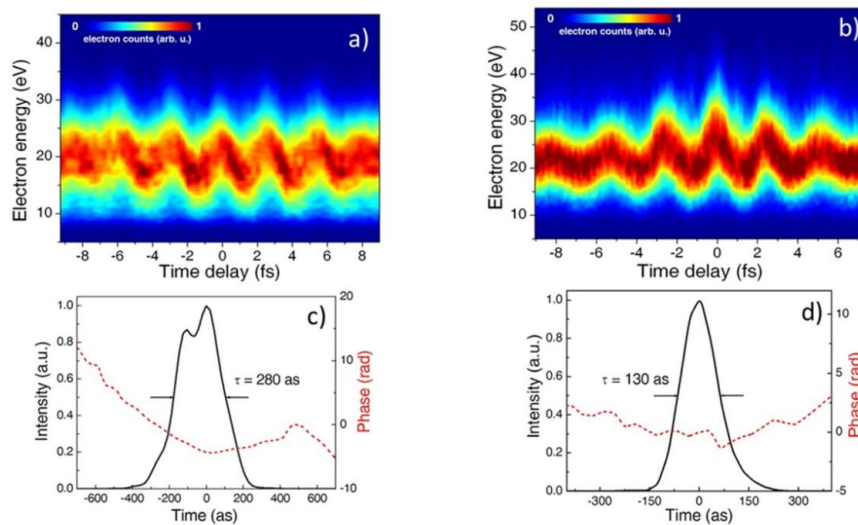 0 1
electron counts (arb. u.)
a)
Electron energy (eV)
40
30
20
10
-8 -6 -4 -2 0 2 4 6 8
Time delay (fs)
0 1
electron counts (arb. u.)
b)
Electron energy (eV)
50
40
30
20
10
-8 -6 -4 -2 0 2 4 6
Time delay (fs)
c)
Intensity (a.u.)
1.0
0.8
0.6
0.4
0.2
0.0
τ = 280 as
20
10
0
-10
Phase (rad)
-600 -400 -200 0 200 400 600
Time (as)
d)
Intensity (a.u.)
1.0
0.8
0.6
0.4
0.2
0.0
τ = 130 as
10
5
0
-5
Phase (rad)
-300 -150 0 150 300
Time (as)